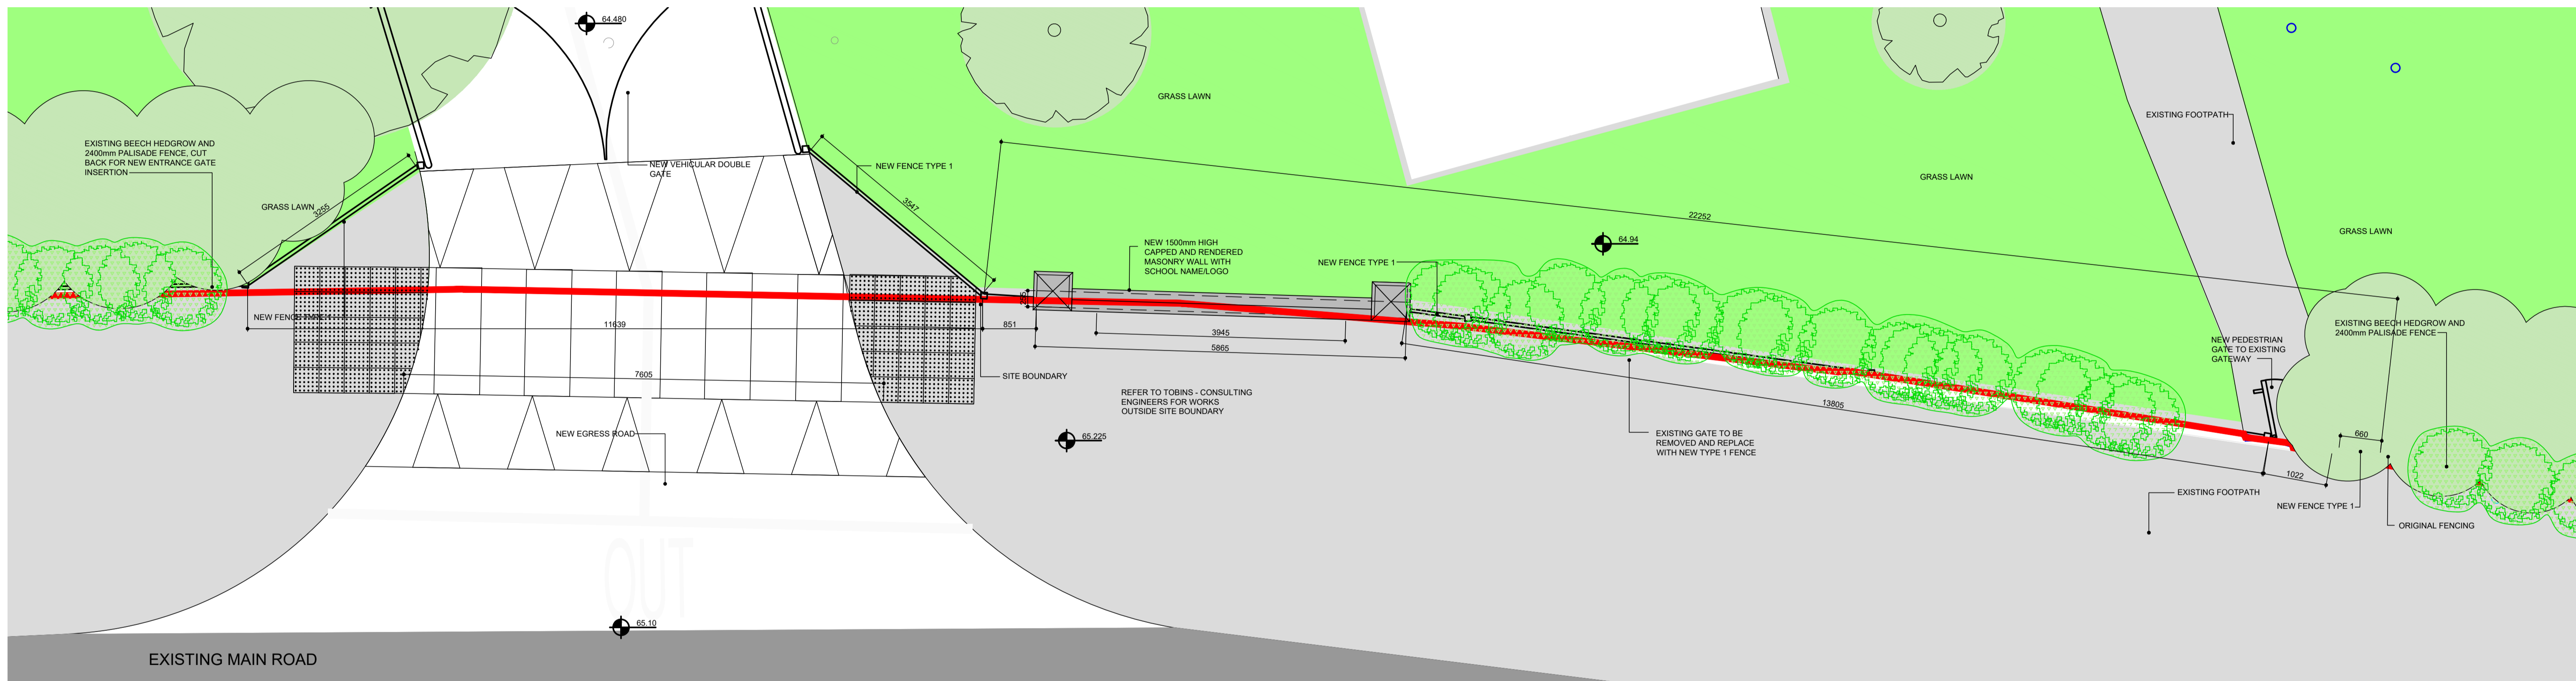 64.480
EXISTING BEECH HEDGROW AND
2400mm PALISADE FENCE, CUT
BACK FOR NEW ENTRANCE GATE
INSERTION
GRASS LAWN
3255
NEW FENCE TYPE 1
NEW VEHICULAR DOUBLE
GATE
NEW FENCE TYPE 1
3547
GRASS LAWN
22252
GRASS LAWN
EXISTING FOOTPATH
GRASS LAWN
NEW 1500mm HIGH
CAPPED AND RENDERED
MASONRY WALL WITH
SCHOOL NAME/LOGO
NEW FENCE TYPE 1
64.94
11639
851
3945
5865
7605
SITE BOUNDARY
REFER TO TOBINS - CONSULTING
ENGINEERS FOR WORKS
OUTSIDE SITE BOUNDARY
65.225
NEW EGRESS ROAD
OUT
65.10
EXISTING MAIN ROAD
13805
EXISTING GATE TO BE
REMOVED AND REPLACE
WITH NEW TYPE 1 FENCE
NEW PEDESTRIAN
GATE TO EXISTING
GATEWAY
EXISTING BEECH HEDGROW AND
2400mm PALISADE FENCE
660
1022
EXISTING FOOTPATH
NEW FENCE TYPE 1
ORIGINAL FENCING